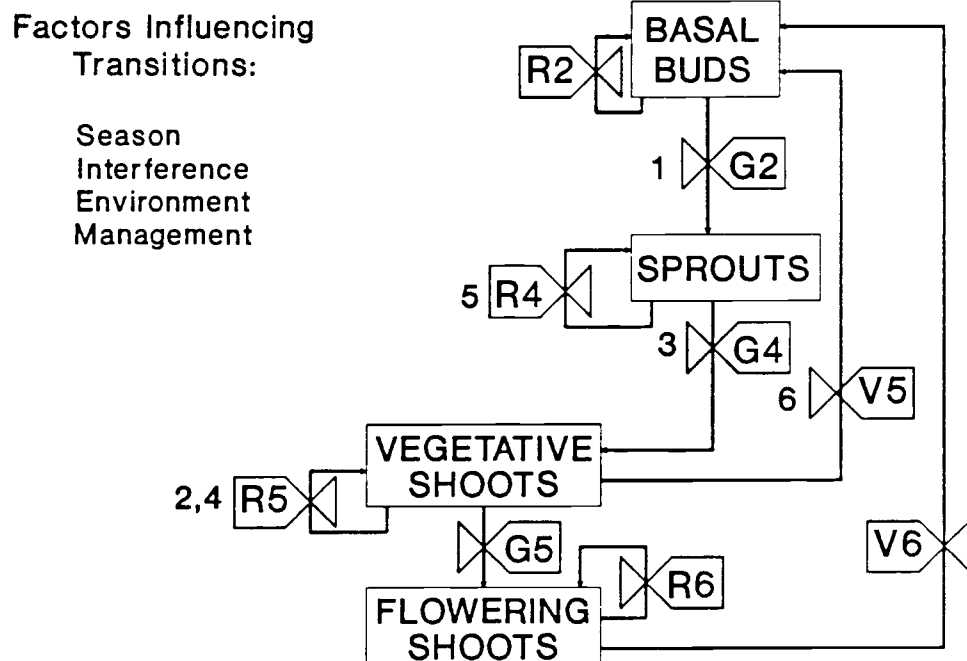 Factors Influencing
Transitions:
Season
Interference
Environment
Management
BASAL
BUDS
R2
1
G2
SPROUTS
5
R4
3
G4
6
V5
VEGETATIVE
SHOOTS
2,4
R5
G5
V6
R6
FLOWERING
SHOOTS